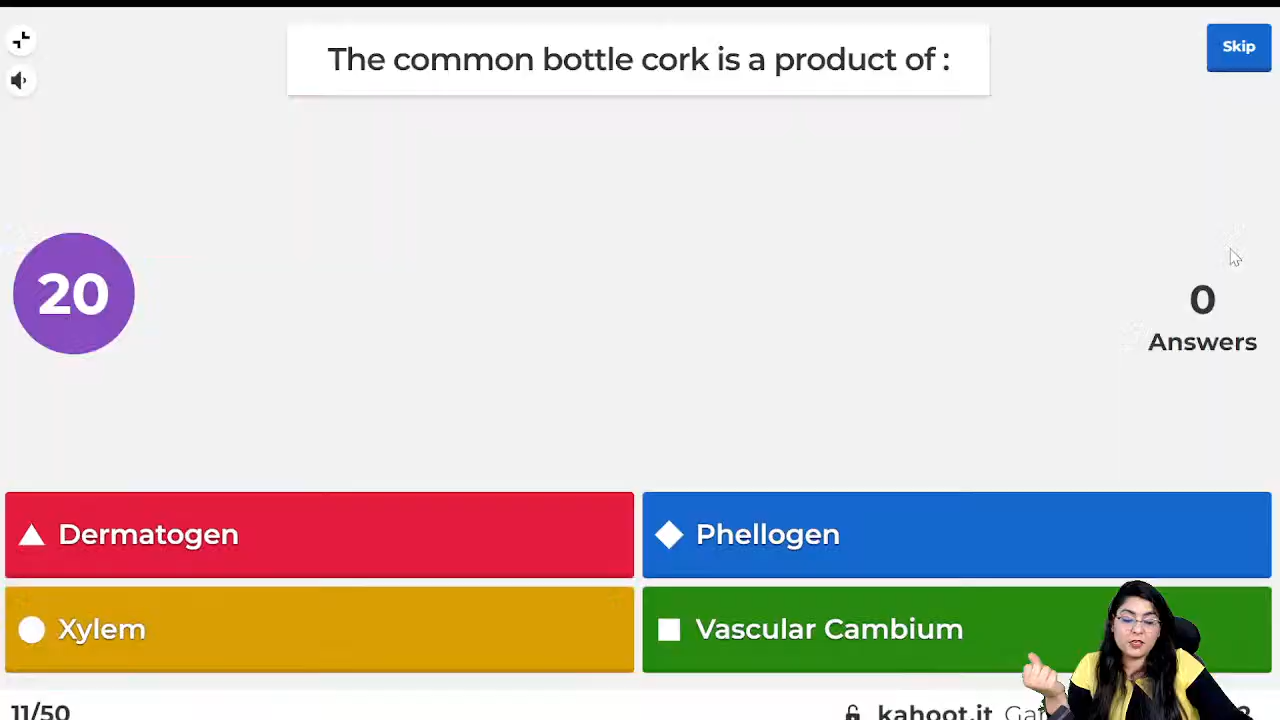 The common bottle cork is a product of :
Skip
20
0
Answers
Dermatogen
Phellogen
Xylem
Vascular Cambium
11/50
kahoot.it